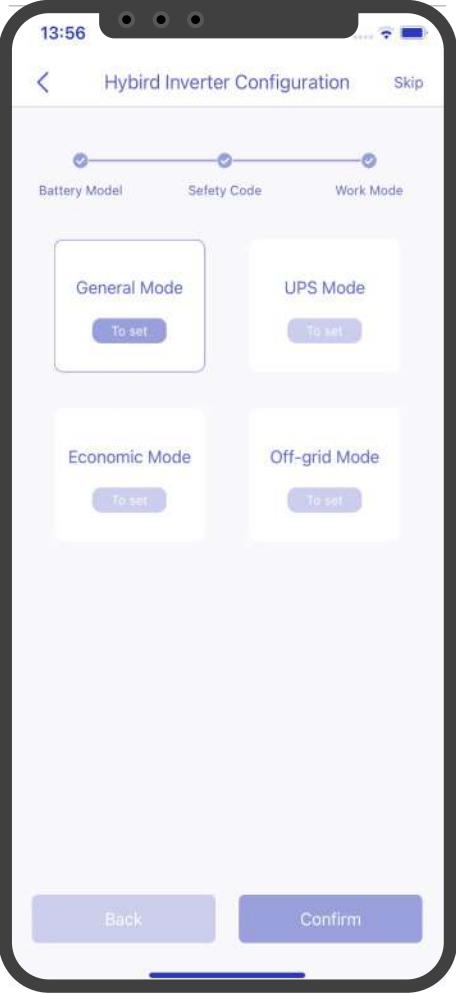 13:56
Hybird Inverter Configuration
Skip
Battery Model
Sefety Code
Work Mode
General Mode
UPS Mode
To set
To set
Economic Mode
Off-grid Mode
To set
To set
Back
Confirm